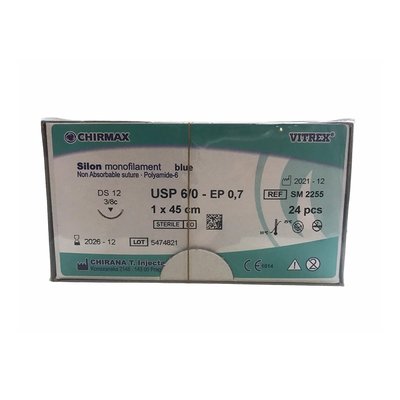 CHIRMAX
VITREX
Silon monofilament blue
Non Absorbable suture - Polyamide-6
2021 - 12
DS 12
3/8c
USP 6/0 - EP 0,7
REF SM 2255
1 x 45 cm
24 pcs
STERILE EO
2026 - 12
LOT 5474821
CHIRANA T. Injecta